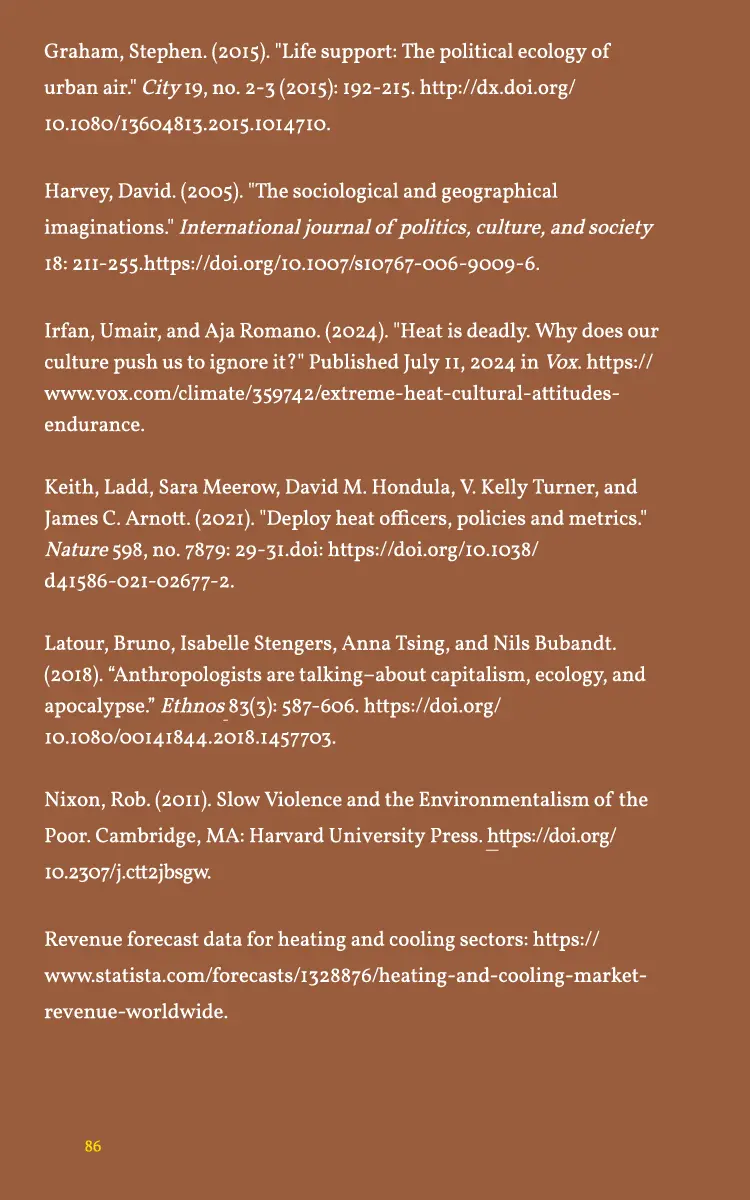 Graham, Stephen. (2015). "Life support: The political ecology of
urban air." City 19, no. 2-3 (2015): 192-215. http://dx.doi.org/
10.1080/13604813.2015.1014710.
Harvey, David. (2005). "The sociological and geographical
imaginations." International journal of politics, culture, and society
18: 211-255.https://doi.org/10.1007/s10767-006-9009-6.
Irfan, Umair, and Aja Romano. (2024). "Heat is deadly. Why does our
culture push us to ignore it?" Published July 11, 2024 in Vox. https://
www.vox.com/climate/359742/extreme-heat-cultural-attitudes-
endurance.
Keith, Ladd, Sara Meerow, David M. Hondula, V. Kelly Turner, and
James C. Arnott. (2021). "Deploy heat officers, policies and metrics."
Nature 598, no. 7879: 29-31.doi: https://doi.org/10.1038/
d41586-021-02677-2.
Latour, Bruno, Isabelle Stengers, Anna Tsing, and Nils Bubandt.
(2018). “Anthropologists are talking–about capitalism, ecology, and
apocalypse.” Ethnos 83(3): 587-606. https://doi.org/
10.1080/00141844.2018.1457703.
Nixon, Rob. (2011). Slow Violence and the Environmentalism of the
Poor. Cambridge, MA: Harvard University Press. https://doi.org/
10.2307/j.ctt2jbsgw.
Revenue forecast data for heating and cooling sectors: https://
www.statista.com/forecasts/1328876/heating-and-cooling-market-
revenue-worldwide.
86